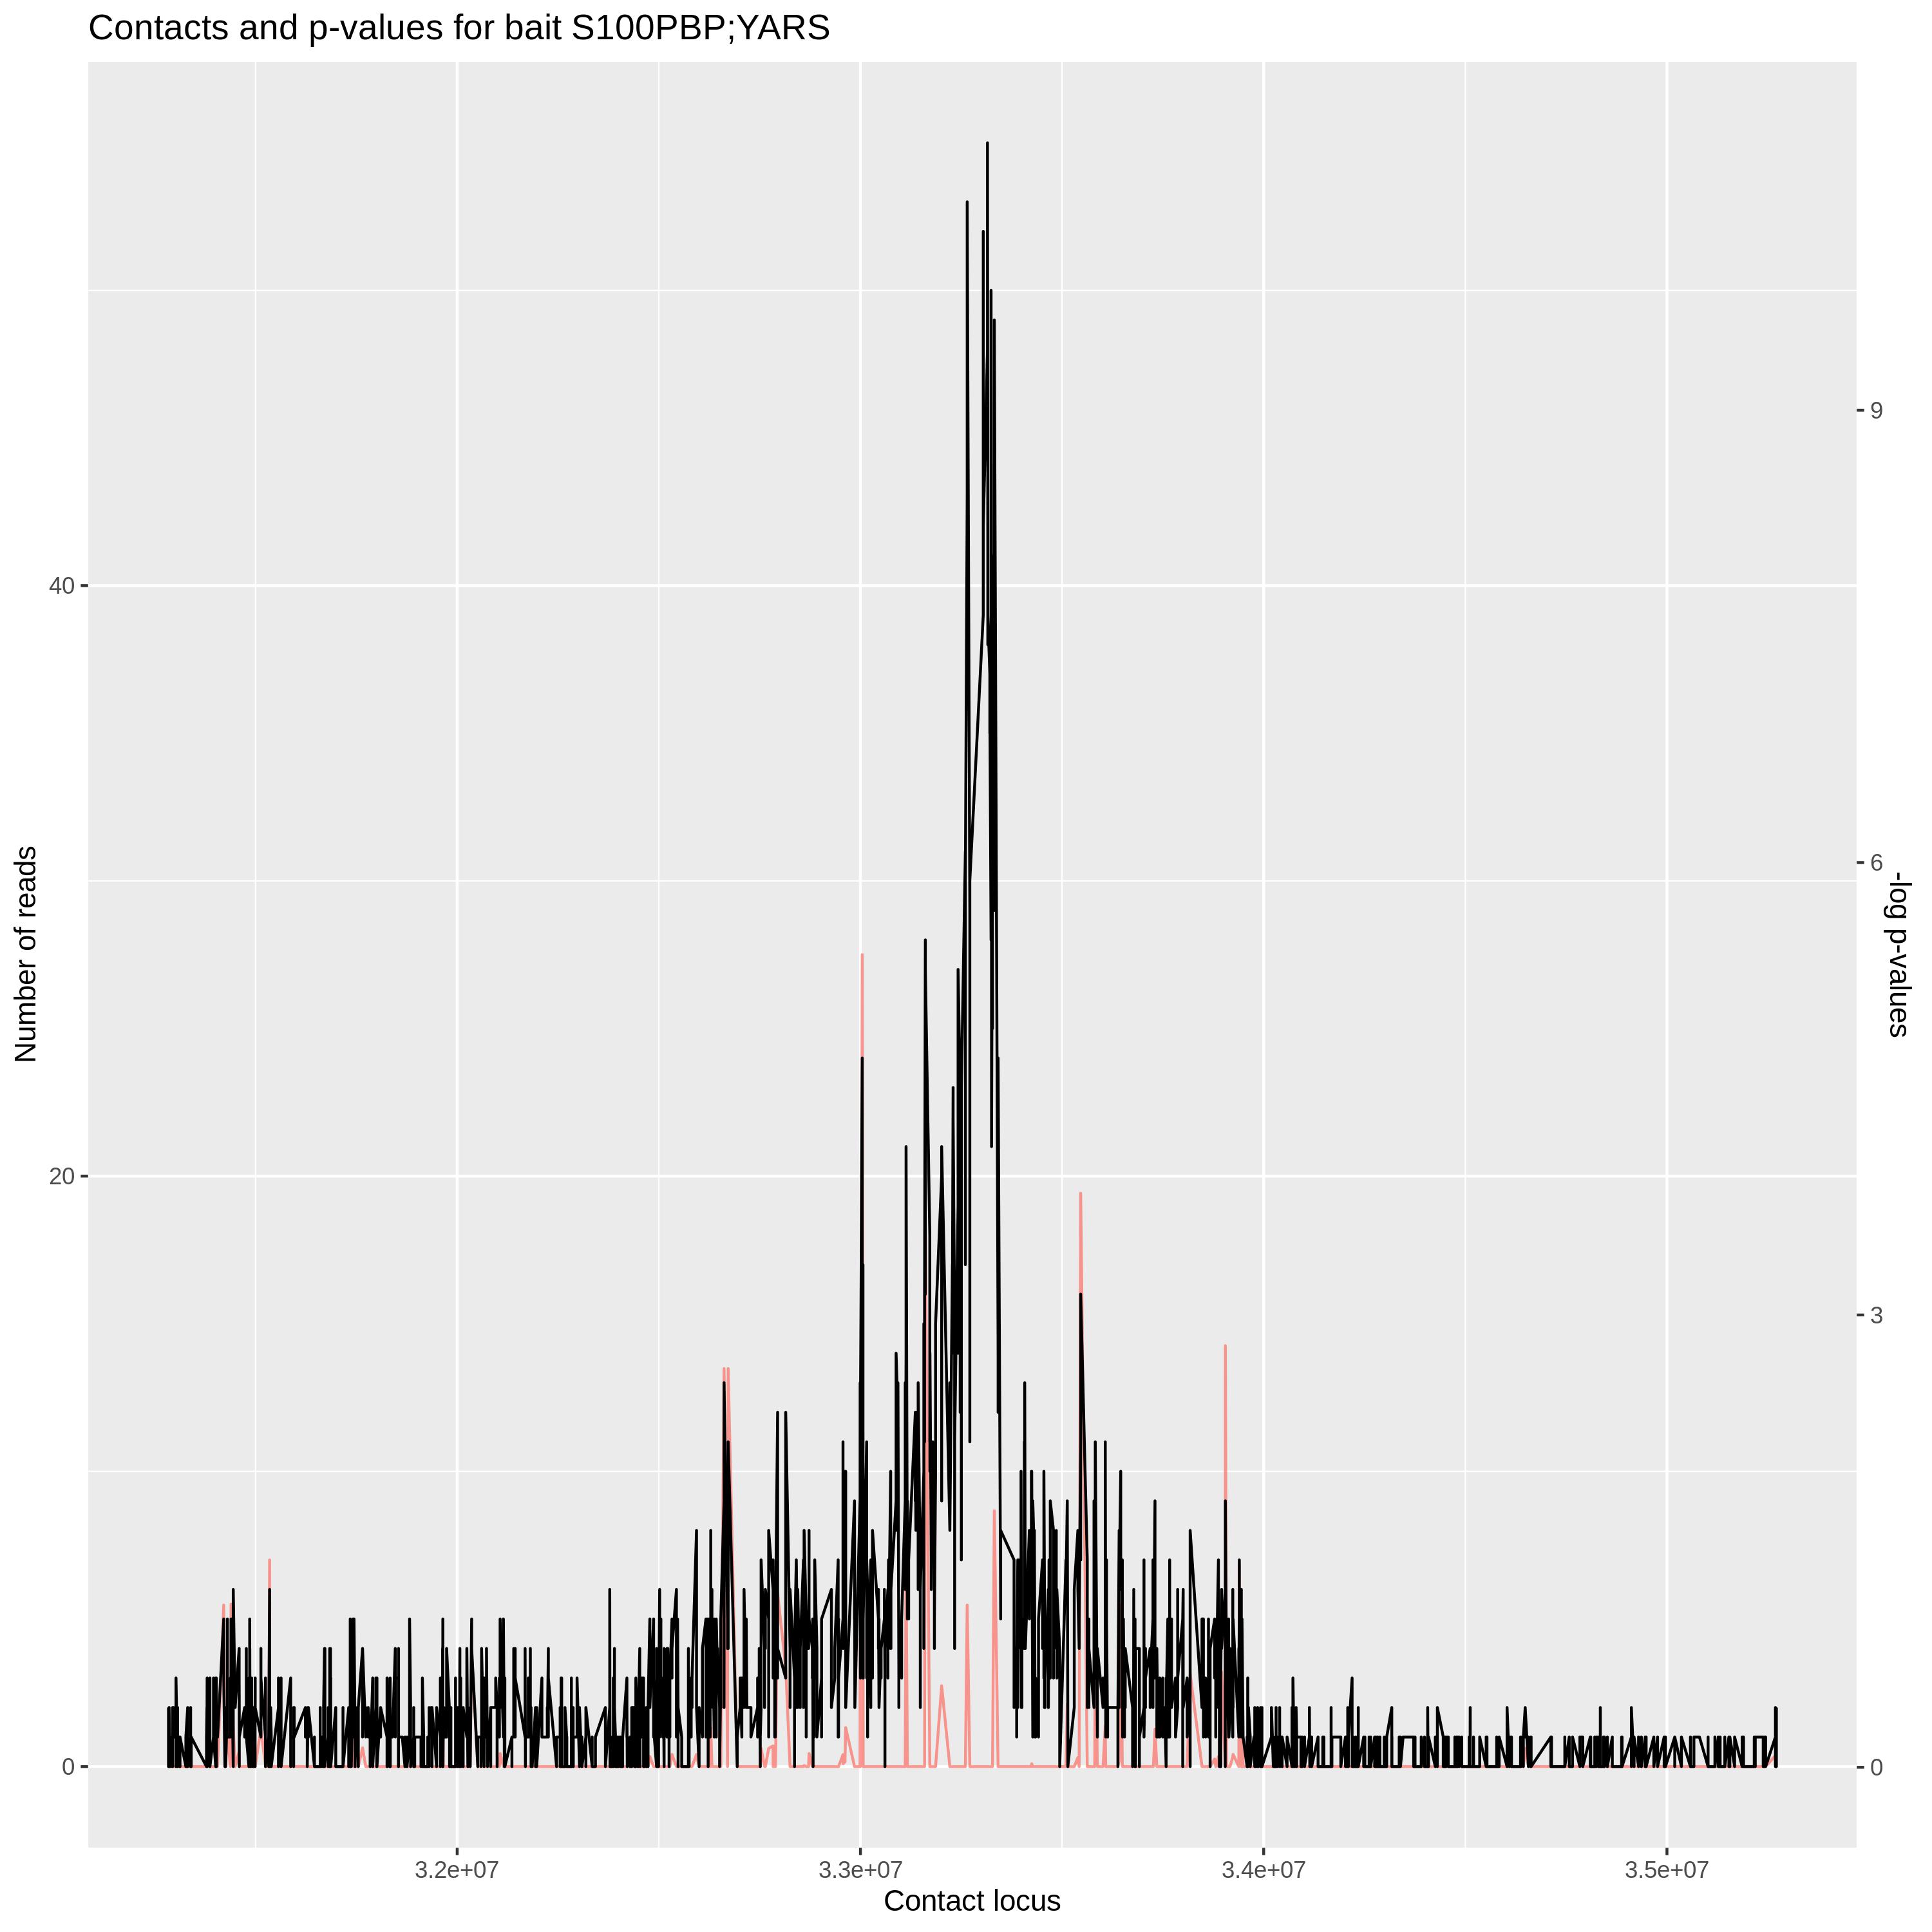 Contacts and p-values for bait S100PBP;YARS
Number of reads
40
20
0
9
6
3
0
-log p-values
3.2e+07
3.3e+07
3.4e+07
3.5e+07
Contact locus